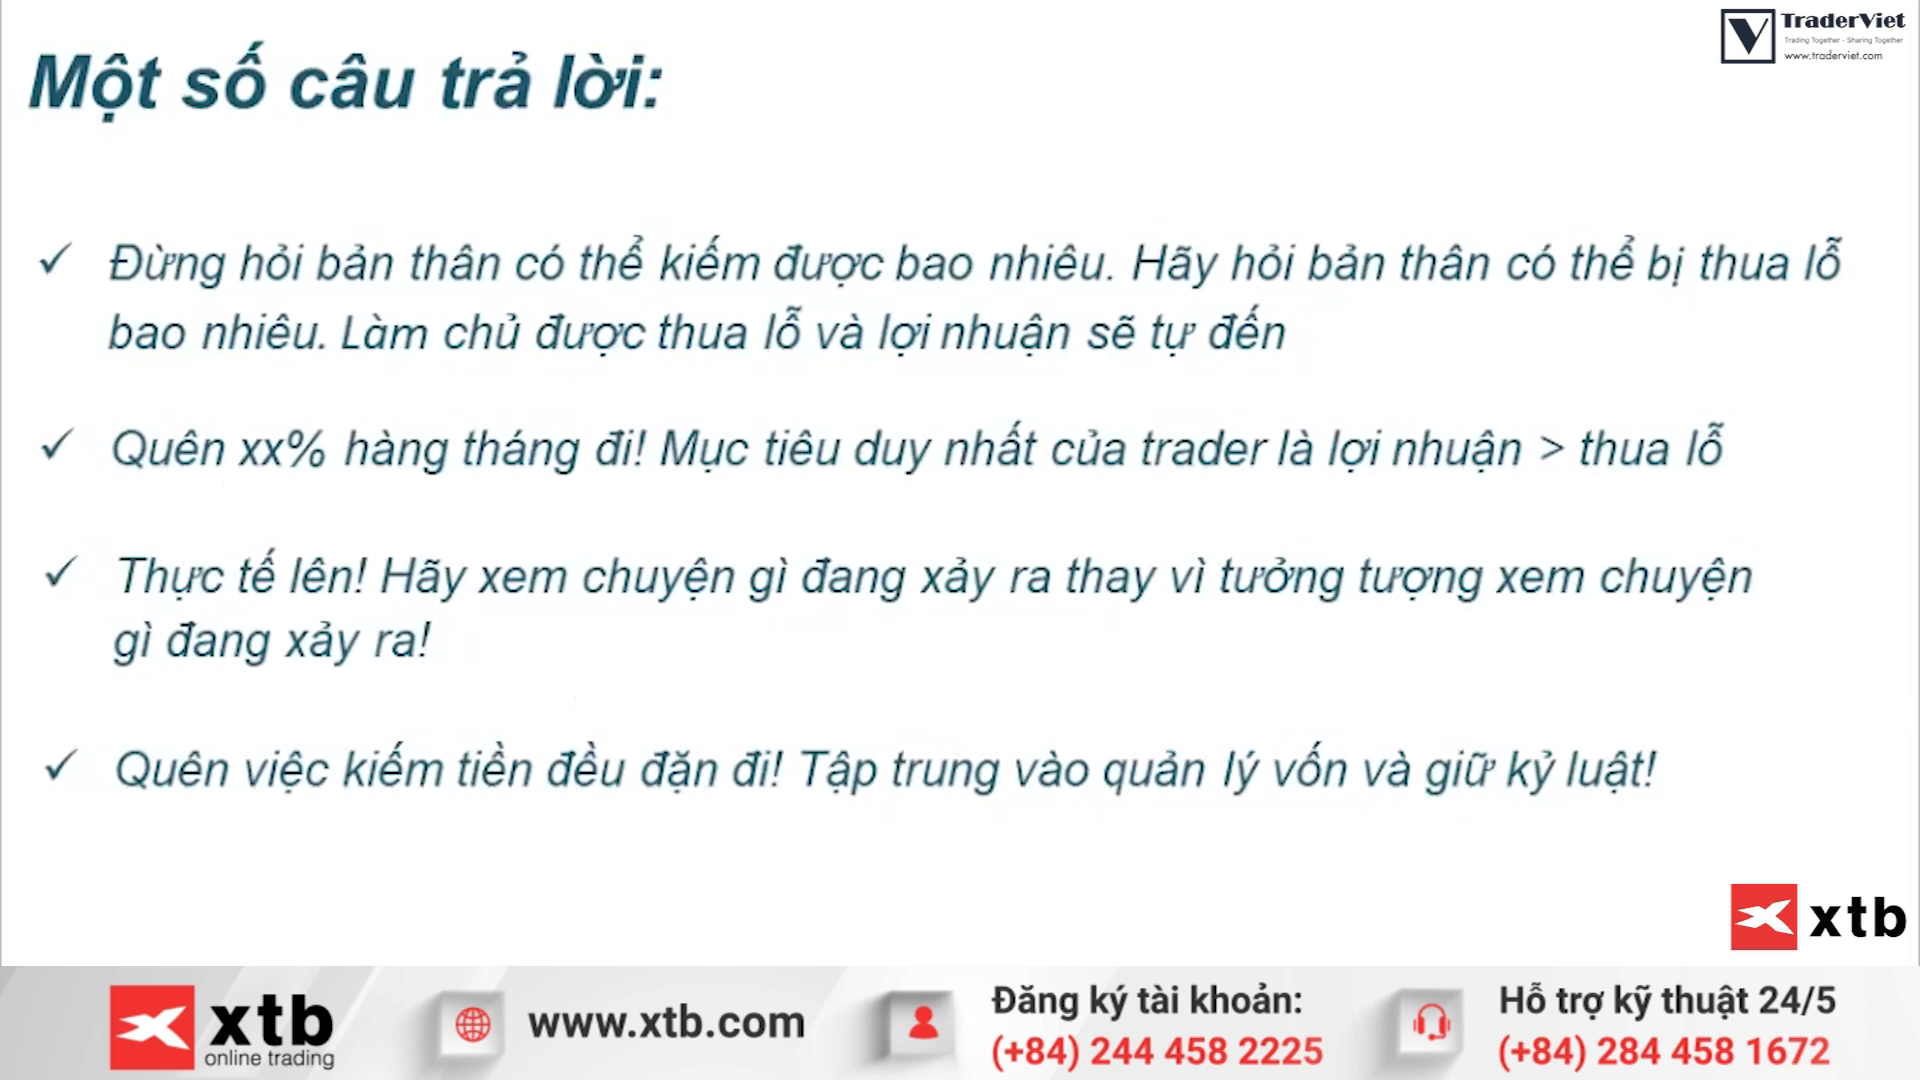 TraderViet
Trading Together - Sharing Together
www.traderviet.com
Một số câu trả lời:
✓ Đừng hỏi bản thân có thể kiếm được bao nhiêu. Hãy hỏi bản thân có thể bị thua lỗ
bao nhiêu. Làm chủ được thua lỗ và lợi nhuận sẽ tự đến
✓ Quên xx% hàng tháng đi! Mục tiêu duy nhất của trader là lợi nhuận > thua lỗ
✓ Thực tế lên! Hãy xem chuyện gì đang xảy ra thay vì tưởng tượng xem chuyện
gì đang xảy ra!
✓ Quên việc kiếm tiền đều đặn đi! Tập trung vào quản lý vốn và giữ kỷ luật!
xtb
xtb
online trading
www.xtb.com
Đăng ký tài khoản:
(+84) 244 458 2225
Hỗ trợ kỹ thuật 24/5
(+84) 284 458 1672